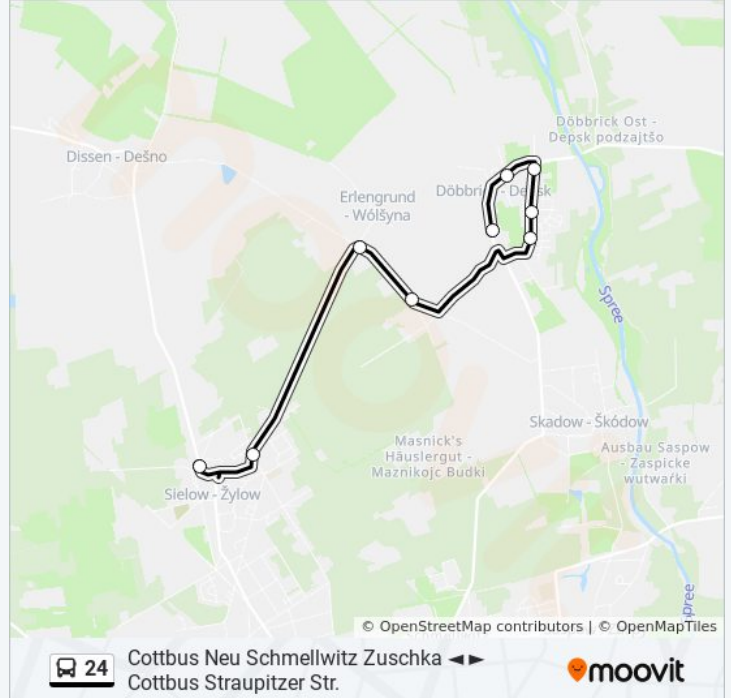 Döbbrick Ost -
Depsk podzajtšo
Dissen - Dešno
Döbbrick - Depsk
Erlengrund
- Wólšyna
Spree
Skadow - Škódow
Masnick's
Häuslergut -
Maznikojc Budki
Ausbau Saspow
- Zaspicke
wutwaŕki
Sielow - Žylow
Spree
© OpenStreetMap contributors | © OpenMapTiles
24
Cottbus Neu Schmellwitz Zuschka ◄►
Cottbus Straupitzer Str.
moovit